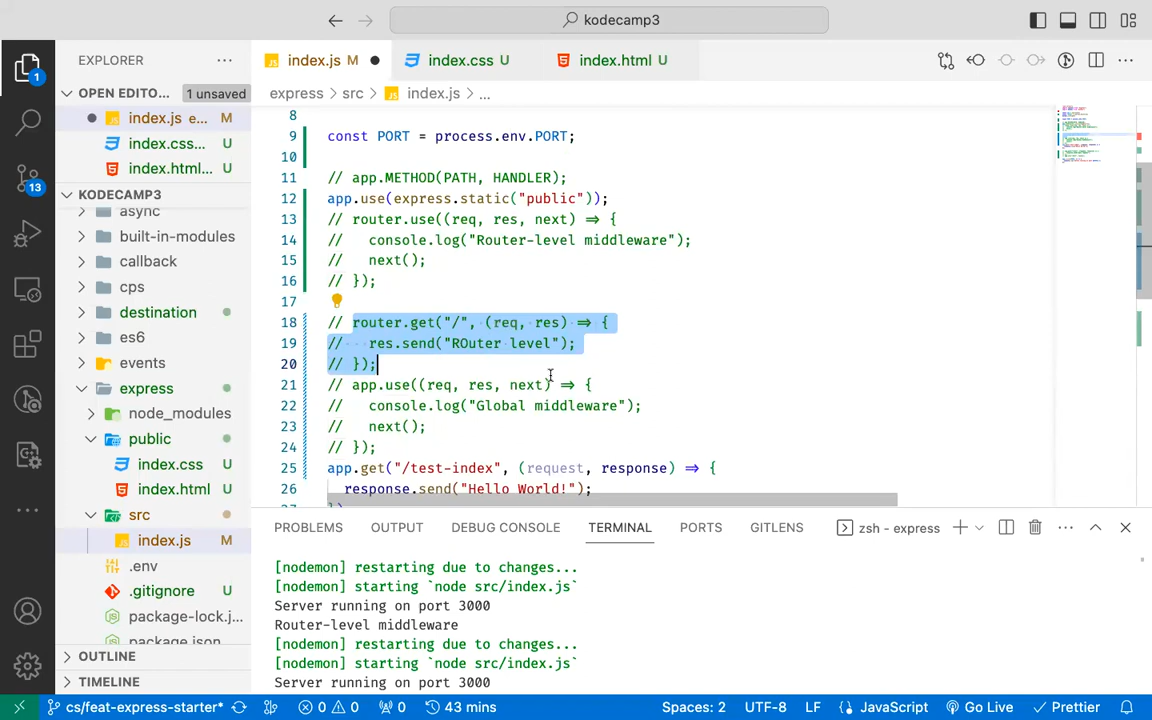 kodecamp3
EXPLORER
OPEN EDITO... 1 unsaved
index.js e... M
index.css... U
index.html... U
KODECAMP3
async
built-in-modules
callback
cps
destination
es6
events
express
node_modules
public
index.css U
index.html U
src
index.js M
.env
.gitignore U
package-lock.j...
package.json
OUTLINE
TIMELINE
1
13
index.js M
index.css U
index.html U
express > src > index.js > ...
8
9 const PORT = process.env.PORT;
10
11 // app.METHOD(PATH, HANDLER);
12 app.use(express.static("public"));
13 // router.use((req, res, next) => {
14 //   console.log("Router-level middleware");
15 //   next();
16 // });
17
18 // router.get("/", (req, res) => {
19 //   res.send("ROuter level");
20 // });
21 // app.use((req, res, next) => {
22 //   console.log("Global middleware");
23 //   next();
24 // });
25 app.get("/test-index", (request, response) => {
26   response.send("Hello World!");
PROBLEMS OUTPUT DEBUG CONSOLE TERMINAL PORTS GITLENS zsh - express
[nodemon] restarting due to changes...
[nodemon] starting `node src/index.js`
Server running on port 3000
Router-level middleware
[nodemon] restarting due to changes...
[nodemon] starting `node src/index.js`
Server running on port 3000
cs/feat-express-starter* 0 0 0 43 mins Spaces: 2 UTF-8 LF JavaScript Go Live Prettier